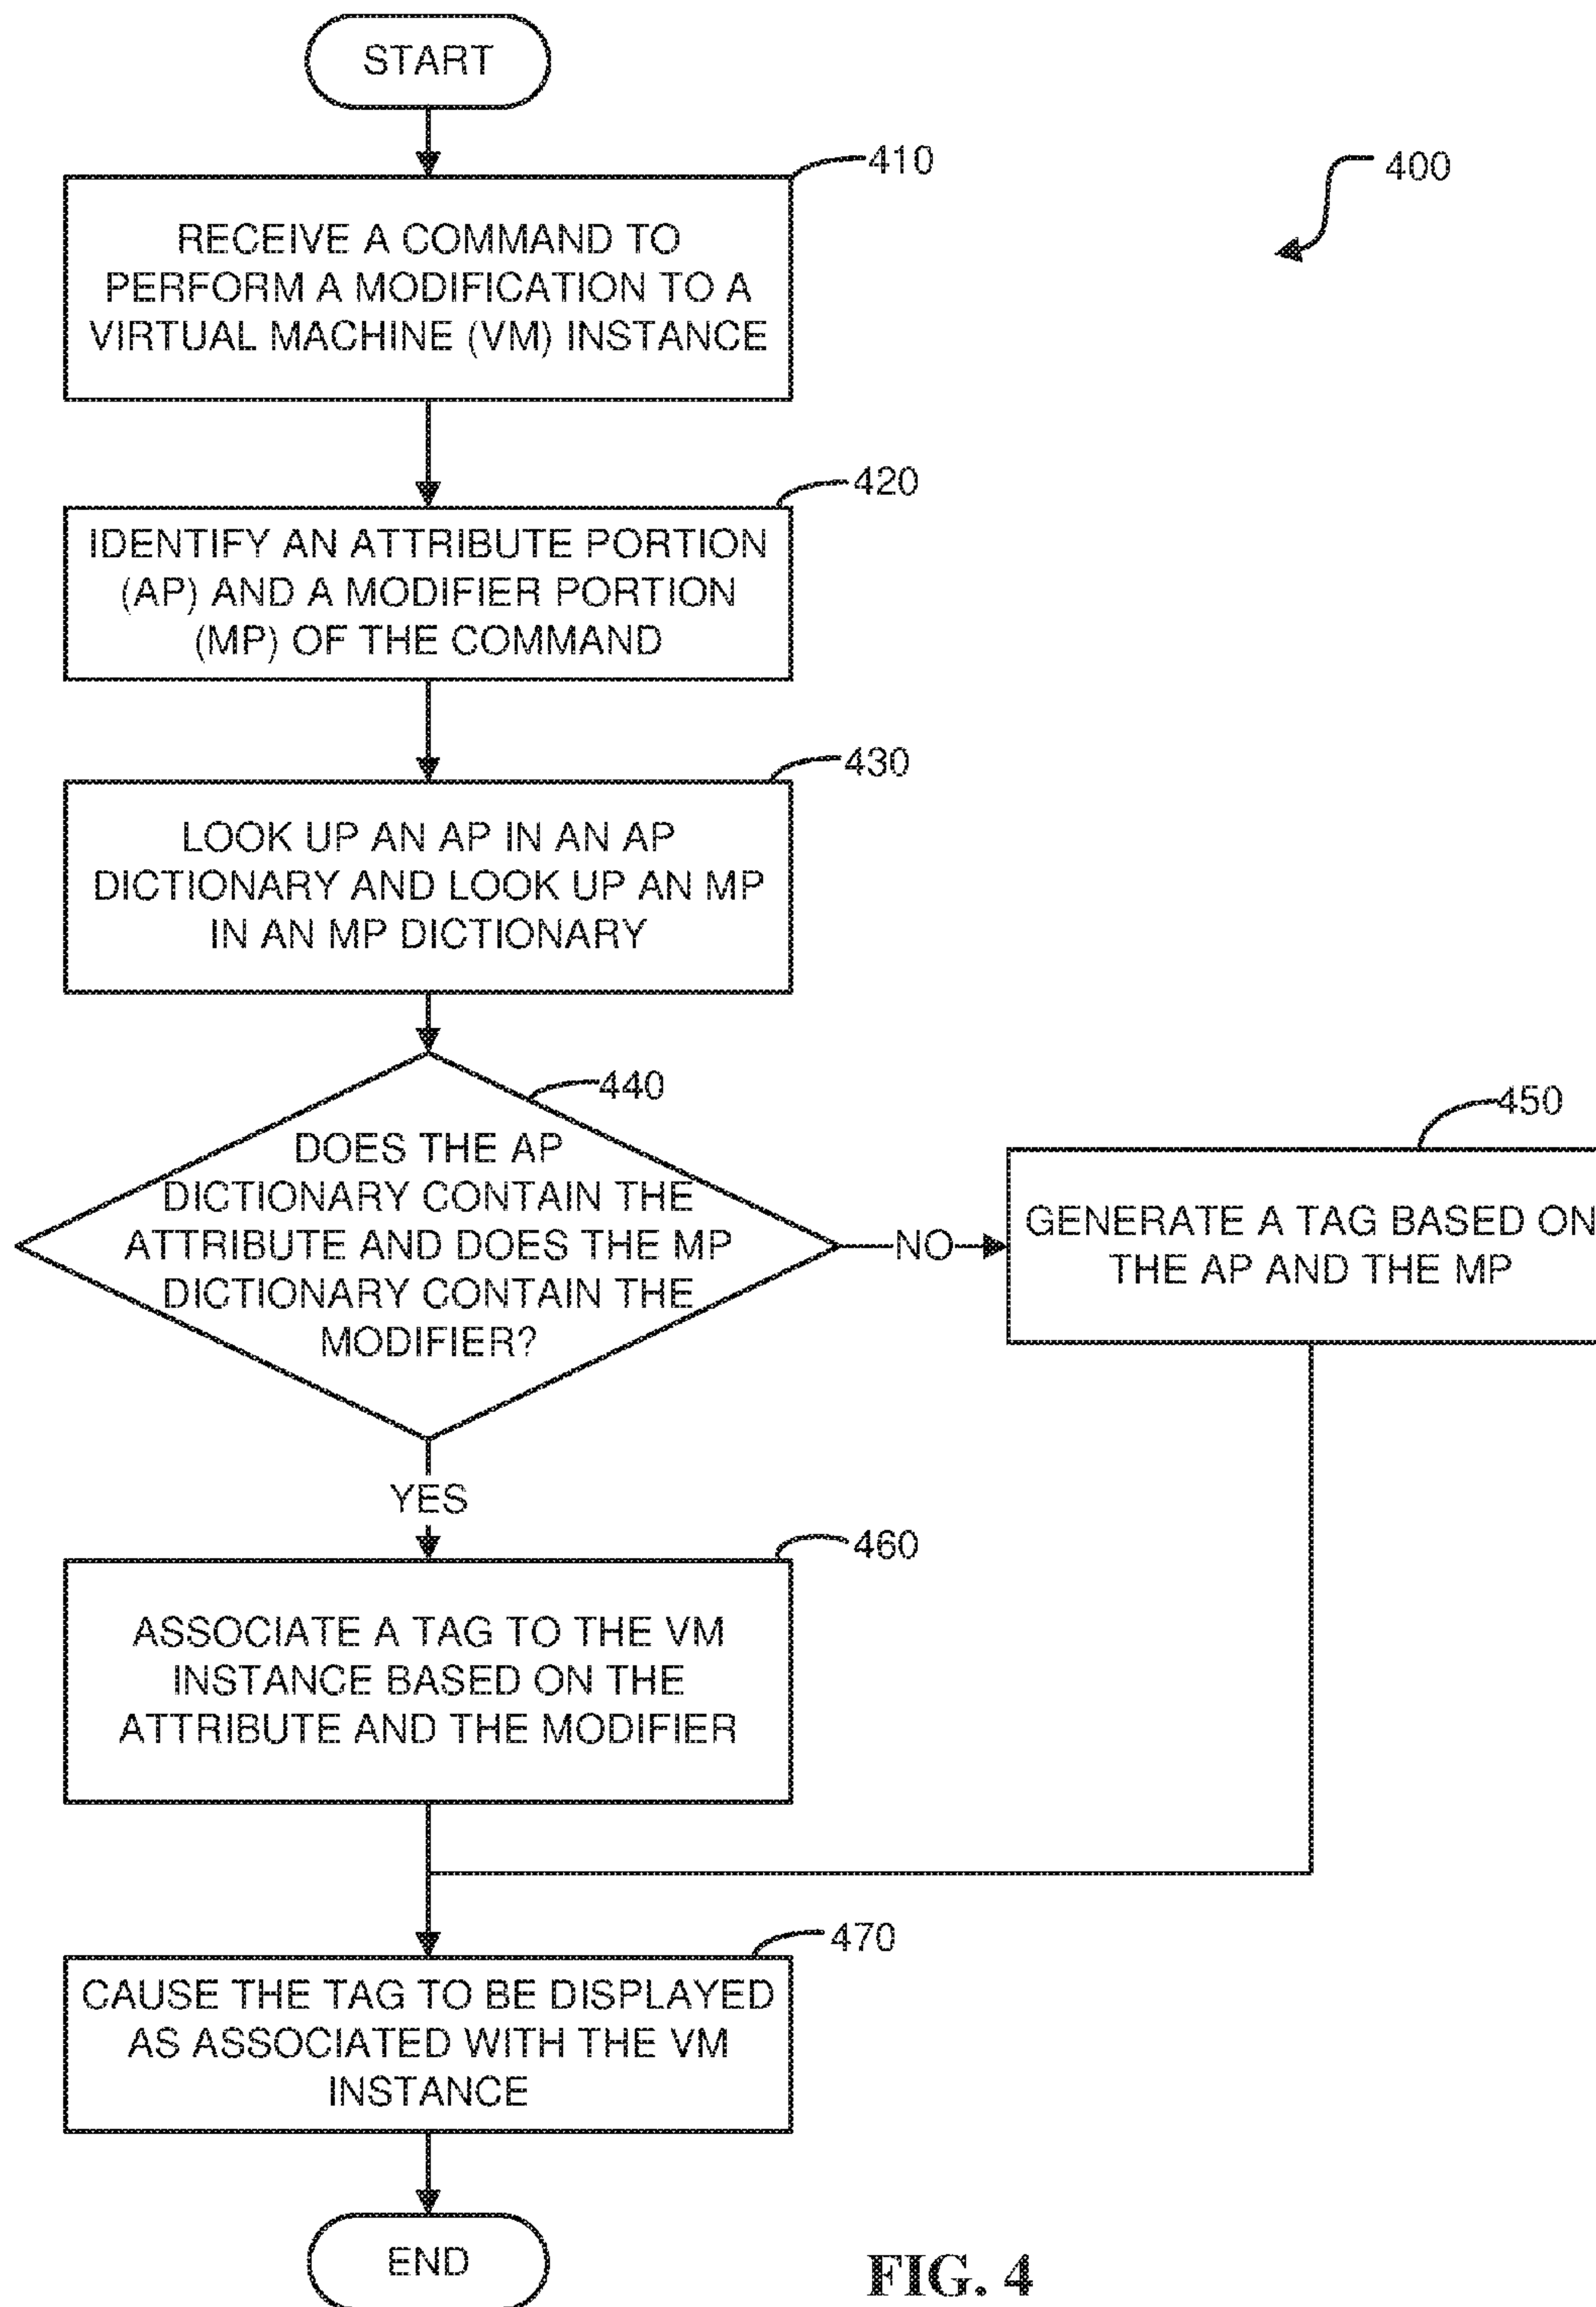 START
410
400
RECEIVE A COMMAND TO
PERFORM A MODIFICATION TO A
VIRTUAL MACHINE (VM) INSTANCE
420
IDENTIFY AN ATTRIBUTE PORTION
(AP) AND A MODIFIER PORTION
(MP) OF THE COMMAND
430
LOOK UP AN AP IN AN AP
DICTIONARY AND LOOK UP AN MP
IN AN MP DICTIONARY
440
DOES THE AP
DICTIONARY CONTAIN THE
ATTRIBUTE AND DOES THE MP
DICTIONARY CONTAIN THE
MODIFIER?
NO
450
GENERATE A TAG BASED ON
THE AP AND THE MP
YES
460
ASSOCIATE A TAG TO THE VM
INSTANCE BASED ON THE
ATTRIBUTE AND THE MODIFIER
470
CAUSE THE TAG TO BE DISPLAYED
AS ASSOCIATED WITH THE VM
INSTANCE
END
FIG. 4